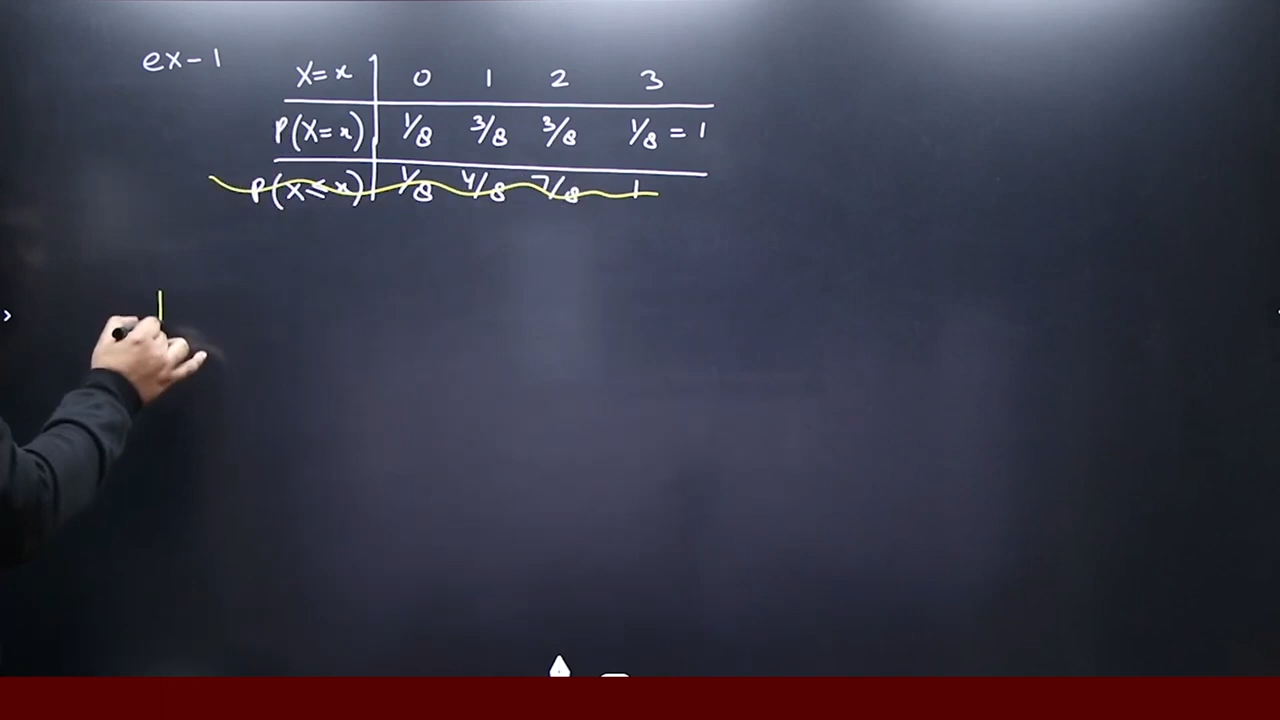 ex-1
X=x 0 1 2 3
P(X=x) 1/8 3/8 3/8 1/8 = 1
P(X≤x) 1/8 4/8 7/8 1